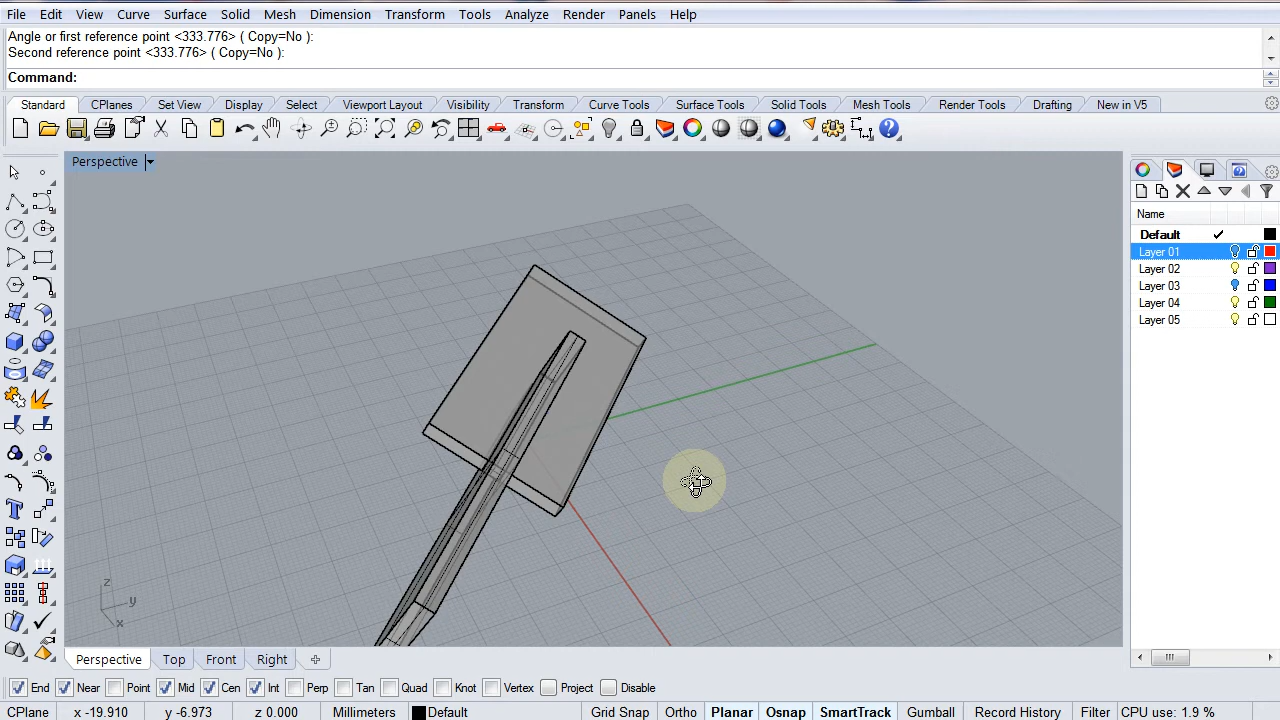 File Edit View Curve Surface Solid Mesh Dimension Transform Tools Analyze Render Panels Help
Angle or first reference point <333.776> ( Copy=No ):
Second reference point <333.776> ( Copy=No ):
Command:
Standard CPlanes Set View Display Select Viewport Layout Visibility Transform Curve Tools Surface Tools Solid Tools Mesh Tools Render Tools Drafting New in V5
Perspective
Name
Default
Layer 01
Layer 02
Layer 03
Layer 04
Layer 05
z
y
x
Perspective Top Front Right
End Near Point Mid Cen Int Perp Tan Quad Knot Vertex Project Disable
CPlane x -19.910 y -6.973 z 0.000 Millimeters Default Grid Snap Ortho Planar Osnap SmartTrack Gumball Record History Filter CPU use: 1.9 %